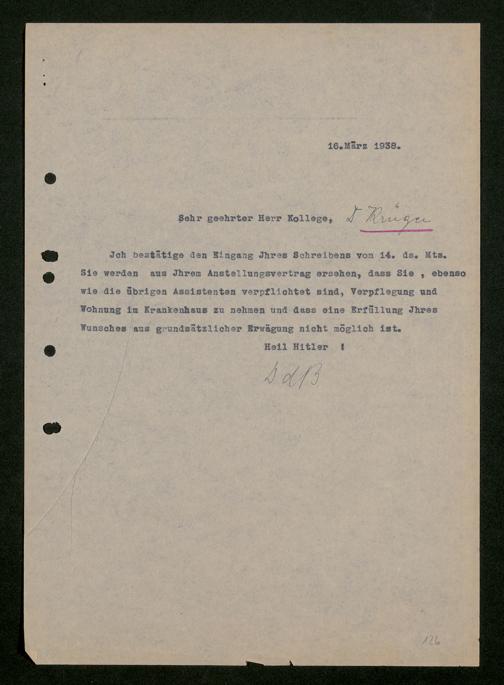 16.März 1938.
Sehr geehrter Herr Kollege, D Krüger
Jch bestätige den Eingang Jhres Schreibens vom 14. ds. Mts.
Sie werden aus Jhrem Anstellungsvertrag ersehen, dass Sie , ebenso
wie die übrigen Assistenten verpflichtet sind, Verpflegung und
Wohnung im Krankenhaus zu nehmen und dass eine Erfüllung Jhres
Wunsches aus grundsätzlicher Erwägung nicht möglich ist.
Heil Hitler !
126